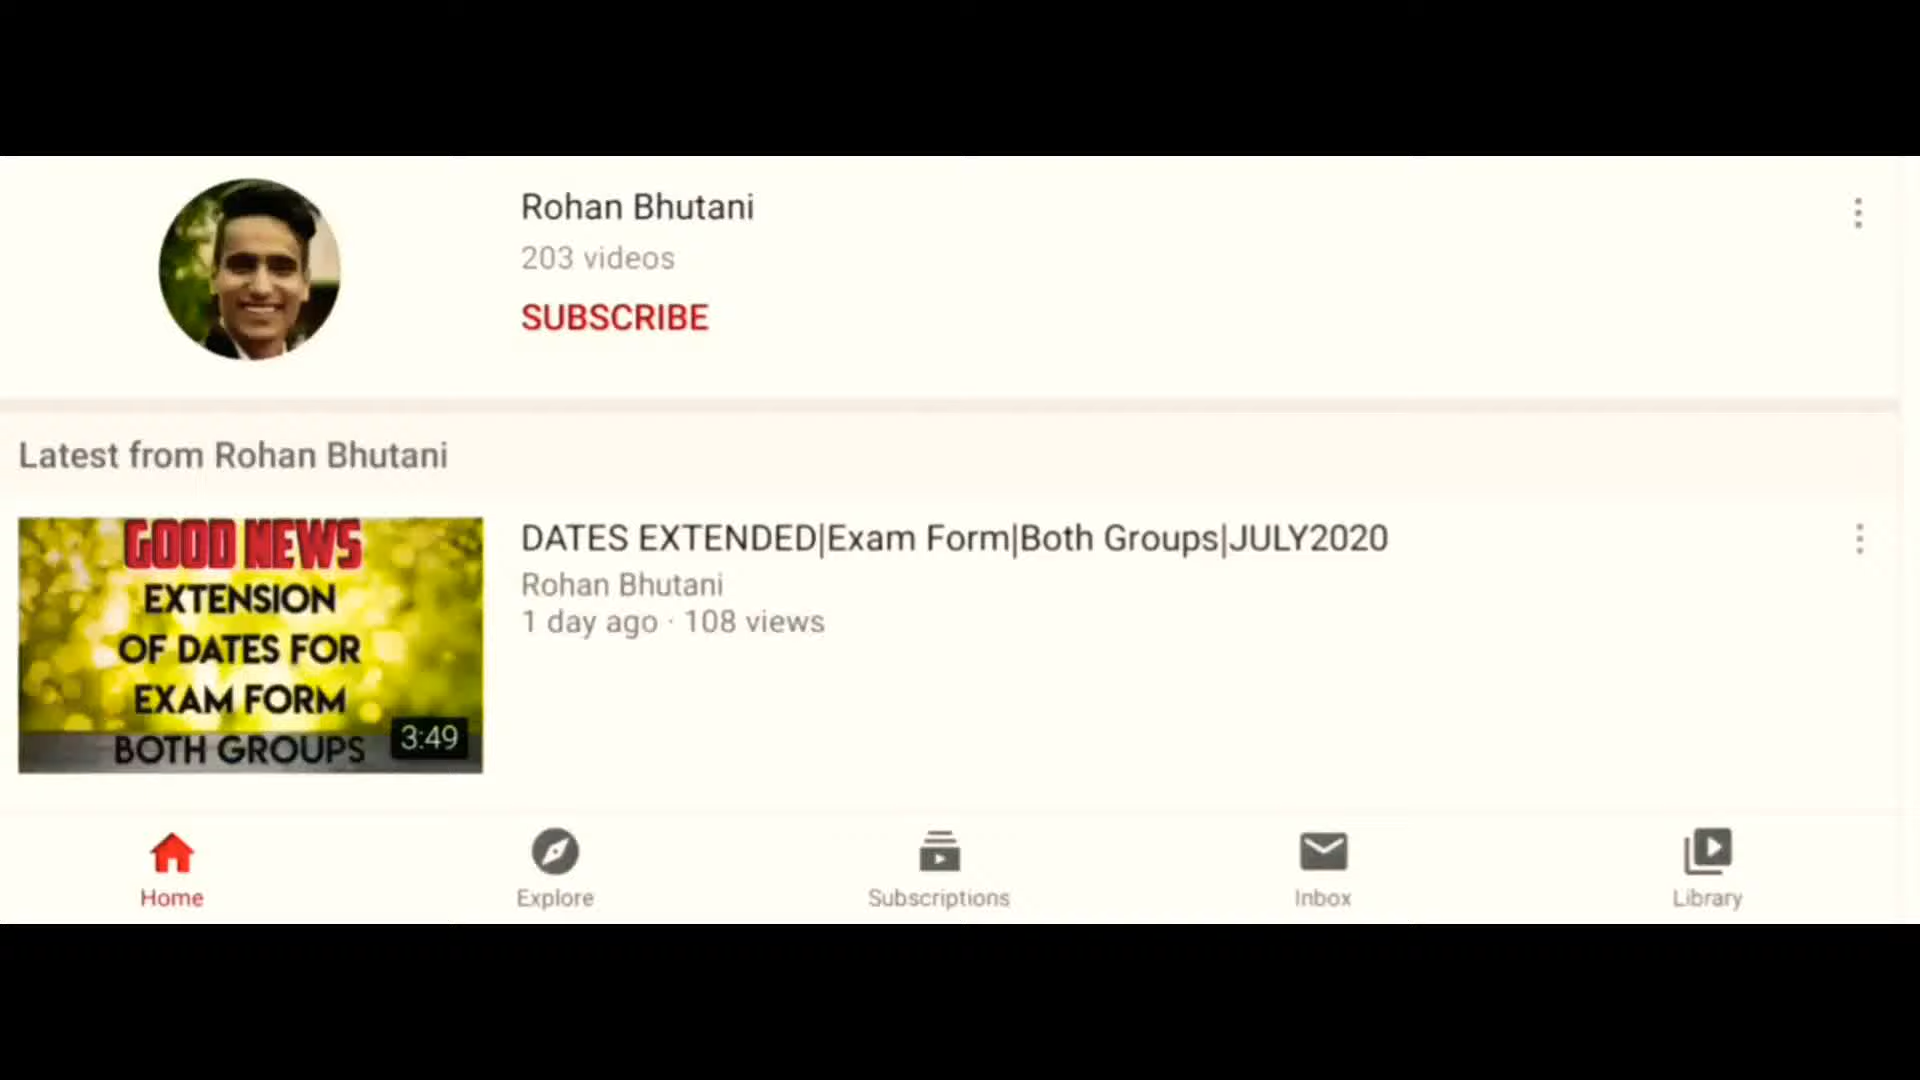 Rohan Bhutani
203 videos
SUBSCRIBE
Latest from Rohan Bhutani
GOOD NEWS
EXTENSION
OF DATES FOR
EXAM FORM
BOTH GROUPS
3:49
DATES EXTENDED|Exam Form|Both Groups|JULY2020
Rohan Bhutani
1 day ago · 108 views
Home
Explore
Subscriptions
Inbox
Library